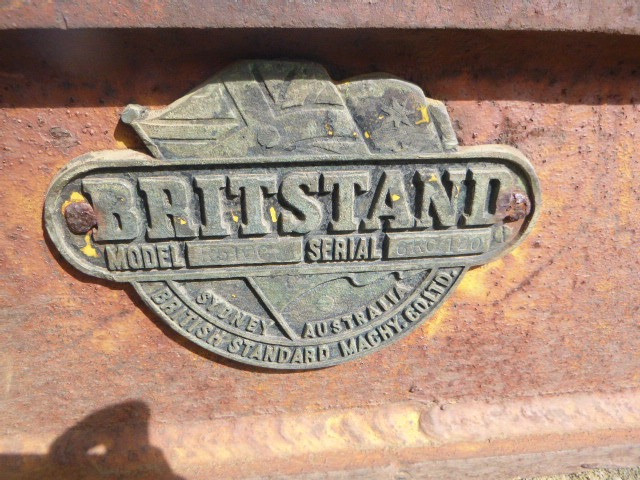 BRITSTAND
MODEL SERIAL
SYDNEY AUSTRALIA
BRITISH STANDARD MACHY. CO. LTD.